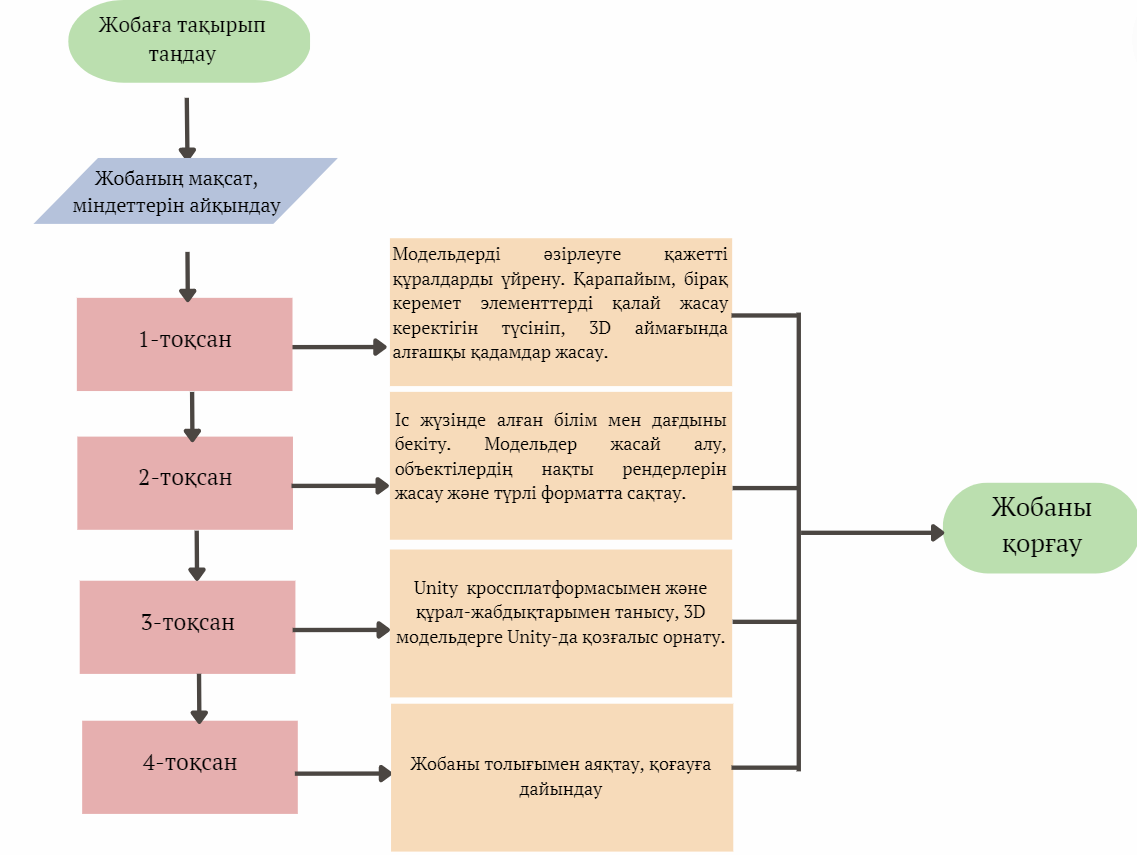 Жобаға тақырып
таңдау
Жобаның мақсат,
міндеттерін айқындау
1-тоқсан
Модельдерді әзірлеуге қажетті
құралдарды үйрену. Қарапайым, бірақ
керемет элементтерді қалай жасау
керектігін түсініп, 3D аймағында
алғашқы қадамдар жасау.
2-тоқсан
Іс жүзінде алған білім мен дағдыны
бекіту. Модельдер жасай алу,
объектілердің нақты рендерлерін
жасау және түрлі форматта сақтау.
3-тоқсан
Unity кроссплатформасымен және
құрал-жабдықтарымен танысу, 3D
модельдерге Unity-да қозғалыс орнату.
4-тоқсан
Жобаны толығымен аяқтау, қоғауға
дайындау
Жобаны
қорғау